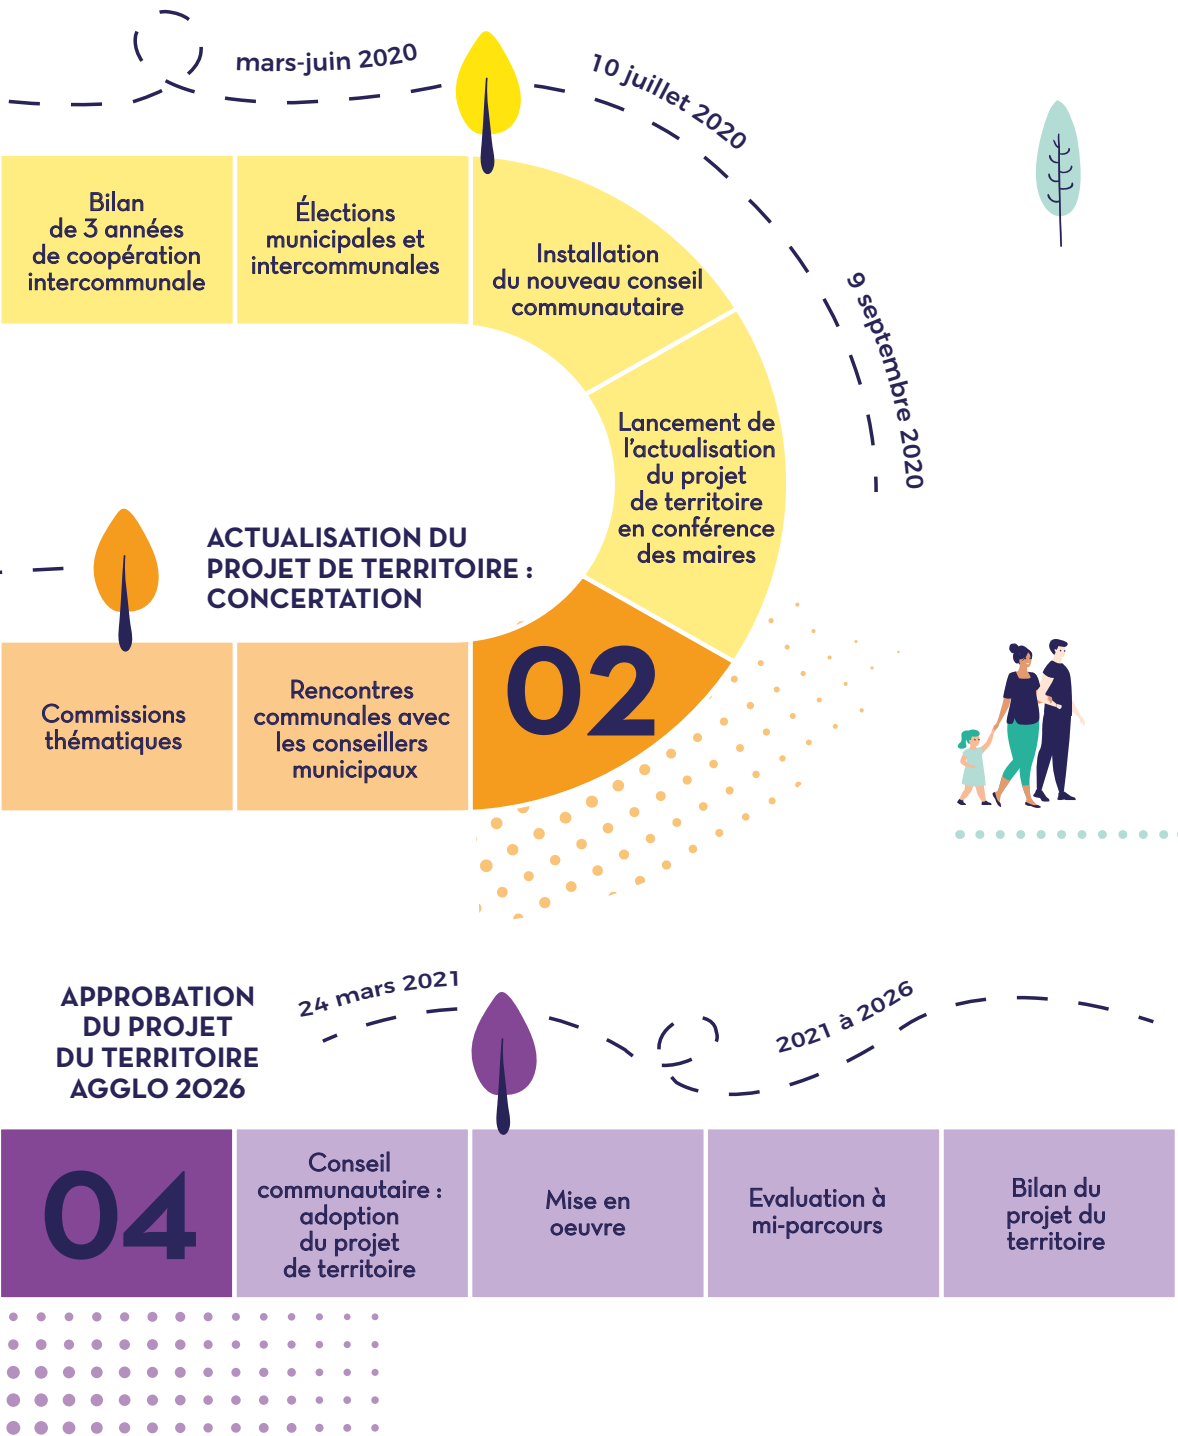 mars-juin 2020
10 juillet 2020
9 septembre 2020
Bilan
de 3 années
de coopération
intercommunale
Élections
municipales et
intercommunales
Installation
du nouveau conseil
communautaire
Lancement de
l'actualisation
du projet
de territoire
en conférence
des maires
ACTUALISATION DU
PROJET DE TERRITOIRE :
CONCERTATION
02
Rencontres
communales avec
les conseillers
municipaux
Commissions
thématiques
APPROBATION
DU PROJET
DU TERRITOIRE
AGGLO 2026
24 mars 2021
2021 à 2026
04
Conseil
communautaire :
adoption
du projet
de territoire
Mise en
oeuvre
Evaluation à
mi-parcours
Bilan du
projet du
territoire